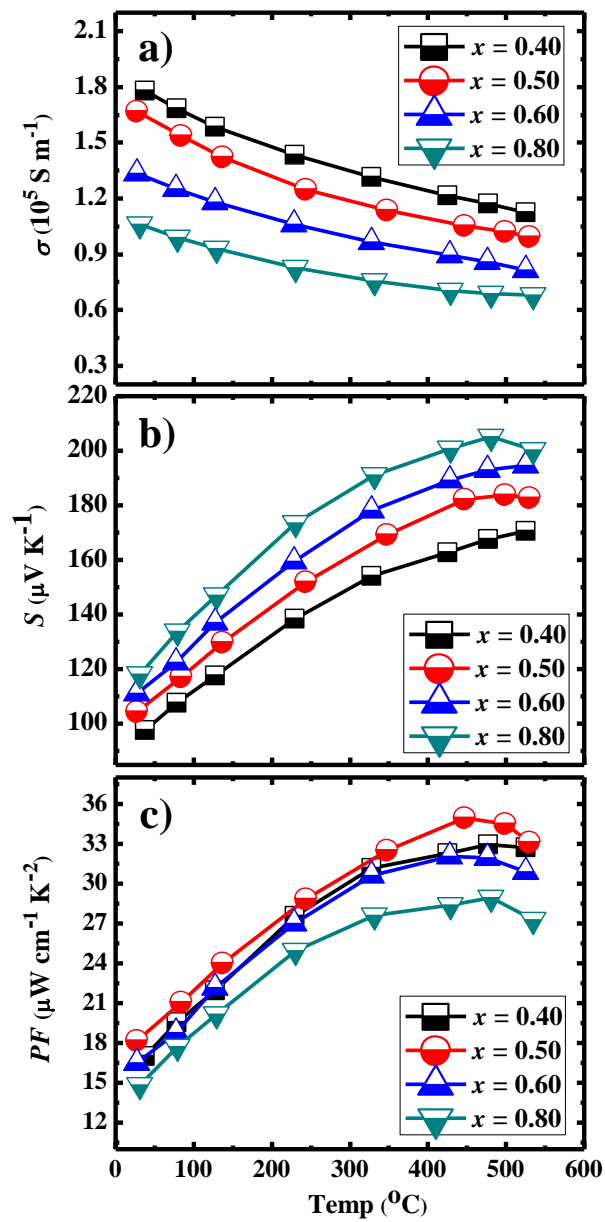 a)
x = 0.40
x = 0.50
x = 0.60
x = 0.80
2.1
1.8
1.5
1.2
0.9
0.6
0.3
σ (10⁵ S m⁻¹)
b)
220
200
180
160
140
120
100
S (µV K⁻¹)
x = 0.40
x = 0.50
x = 0.60
x = 0.80
c)
36
33
30
27
24
21
18
15
12
PF (µW cm⁻¹ K⁻²)
x = 0.40
x = 0.50
x = 0.60
x = 0.80
0 100 200 300 400 500 600
Temp (ᴼC)